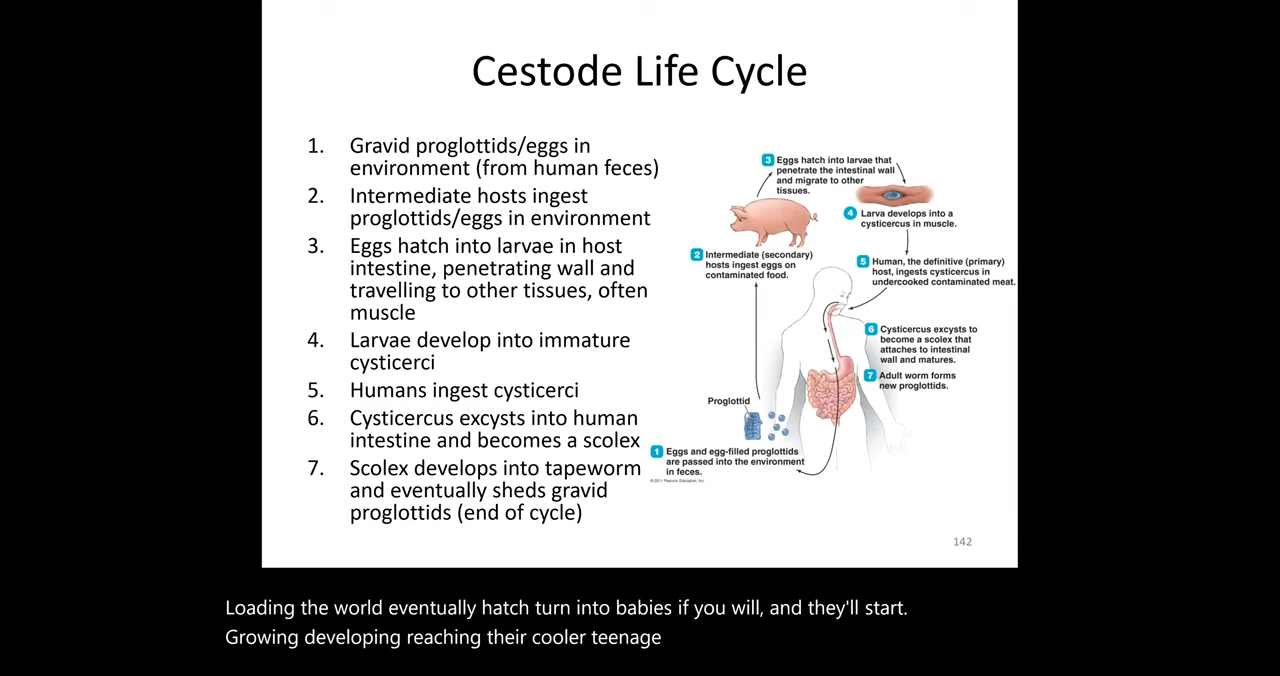 Cestode Life Cycle
1. Gravid proglottids/eggs in
environment (from human feces)
2. Intermediate hosts ingest
proglottids/eggs in environment
3. Eggs hatch into larvae in host
intestine, penetrating wall and
travelling to other tissues, often
muscle
4. Larvae develop into immature
cysticerci
5. Humans ingest cysticerci
6. Cysticercus excysts into human
intestine and becomes a scolex
7. Scolex develops into tapeworm
and eventually sheds gravid
proglottids (end of cycle)
3 Eggs hatch into larvae that
penetrate the intestinal wall
and migrate to other
tissues.
4 Larva develops into a
cysticercus in muscle.
2 Intermediate (secondary)
hosts ingest eggs on
contaminated food.
5 Human, the definitive (primary)
host, ingests cysticercus in
undercooked contaminated meat.
6 Cysticercus excysts to
become a scolex that
attaches to intestinal
wall and matures.
7 Adult worm forms
new proglottids.
Proglottid
1 Eggs and egg-filled proglottids
are passed into the environment
in feces.
© 2011 Pearson Education, Inc.
142
Loading the world eventually hatch turn into babies if you will, and they'll start.
Growing developing reaching their cooler teenage